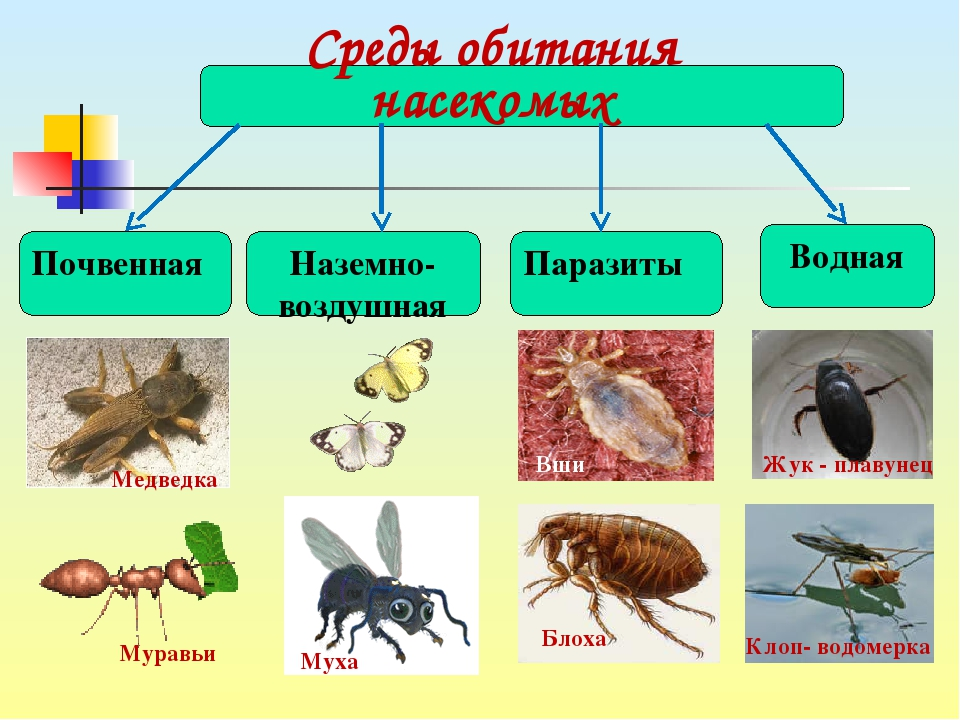 Среды обитания
насекомых
Почвенная
Наземно-
воздушная
Паразиты
Водная
Медведка
Вши
Жук - плавунец
Муравьи
Муха
Блоха
Клоп- водомерка